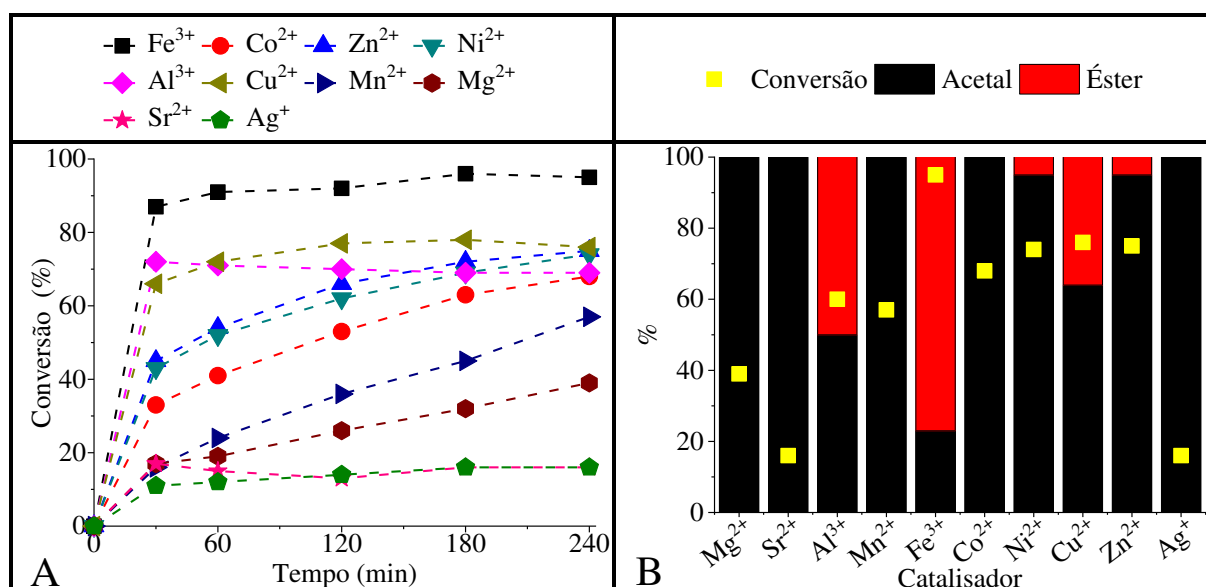 Fe³⁺ Co²⁺ Zn²⁺ Ni²⁺
Al³⁺ Cu²⁺ Mn²⁺ Mg²⁺
Sr²⁺ Ag⁺
Conversão Acetal Éster
100
80
60
40
20
0
Conversão (%)
0 60 120 180 240
Tempo (min)
A
100
80
60
40
20
0
%
Mg²⁺ Sr²⁺ Al³⁺ Mn²⁺ Fe³⁺ Co²⁺ Ni²⁺ Cu²⁺ Zn²⁺ Ag⁺
Catalisador
B